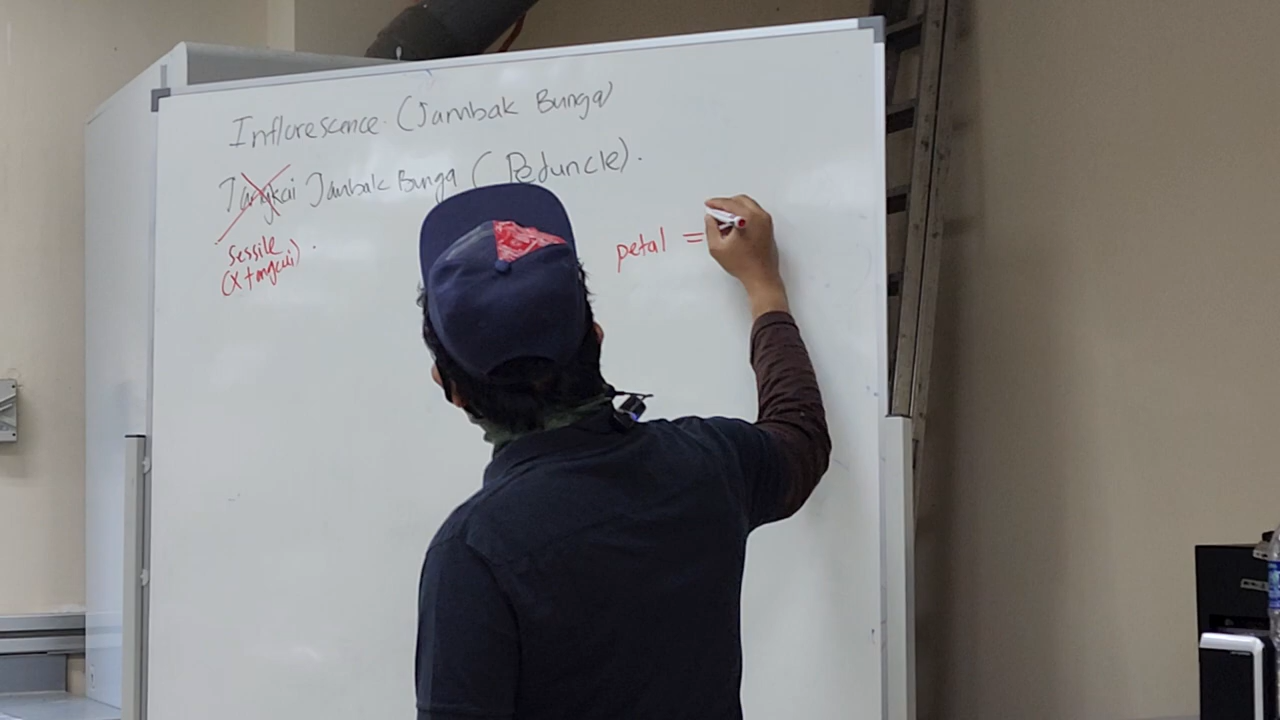 Inflorescence. (Jambak Bunga)
Tangkai Jambak Bunga (Peduncle).
petal =
sessile
(X tangkai)